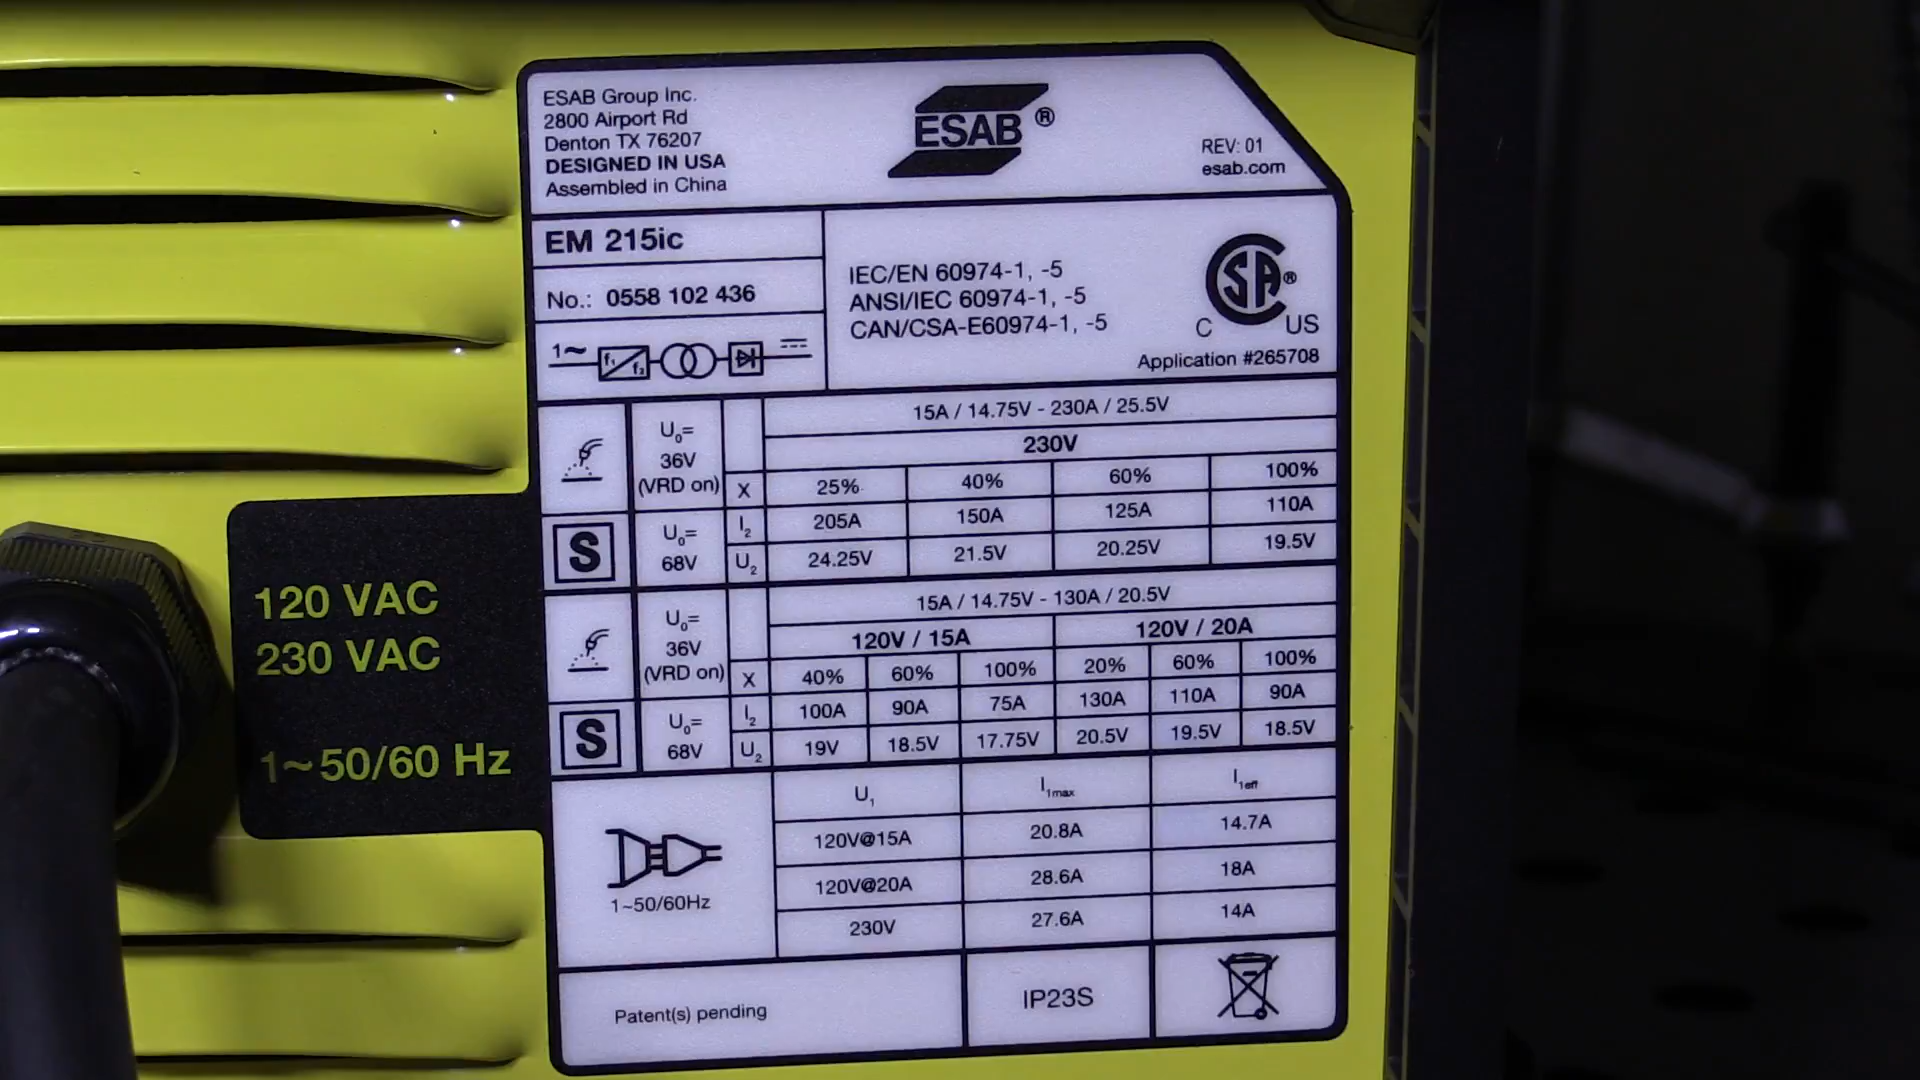 ESAB Group Inc.
2800 Airport Rd
Denton TX 76207
DESIGNED IN USA
Assembled in China
ESAB ®
REV: 01
esab.com
EM 215ic
No.: 0558 102 436
1~ f₁ f₂
IEC/EN 60974-1, -5
ANSI/IEC 60974-1, -5
CAN/CSA-E60974-1, -5
CSA®
C US
Application #265708
U₀= 36V (VRD on)
15A / 14.75V - 230A / 25.5V
230V
X 25% 40% 60% 100%
S U₀= 68V
I₂ 205A 150A 125A 110A
U₂ 24.25V 21.5V 20.25V 19.5V
U₀= 36V (VRD on)
15A / 14.75V - 130A / 20.5V
120V / 15A 120V / 20A
X 40% 60% 100% 20% 60% 100%
S U₀= 68V
I₂ 100A 90A 75A 130A 110A 90A
U₂ 19V 18.5V 17.75V 20.5V 19.5V 18.5V
U₁ I₁max I₁eff
120V@15A 20.8A 14.7A
120V@20A 28.6A 18A
230V 27.6A 14A
1~50/60Hz
Patent(s) pending
IP23S
120 VAC
230 VAC
1~50/60 Hz